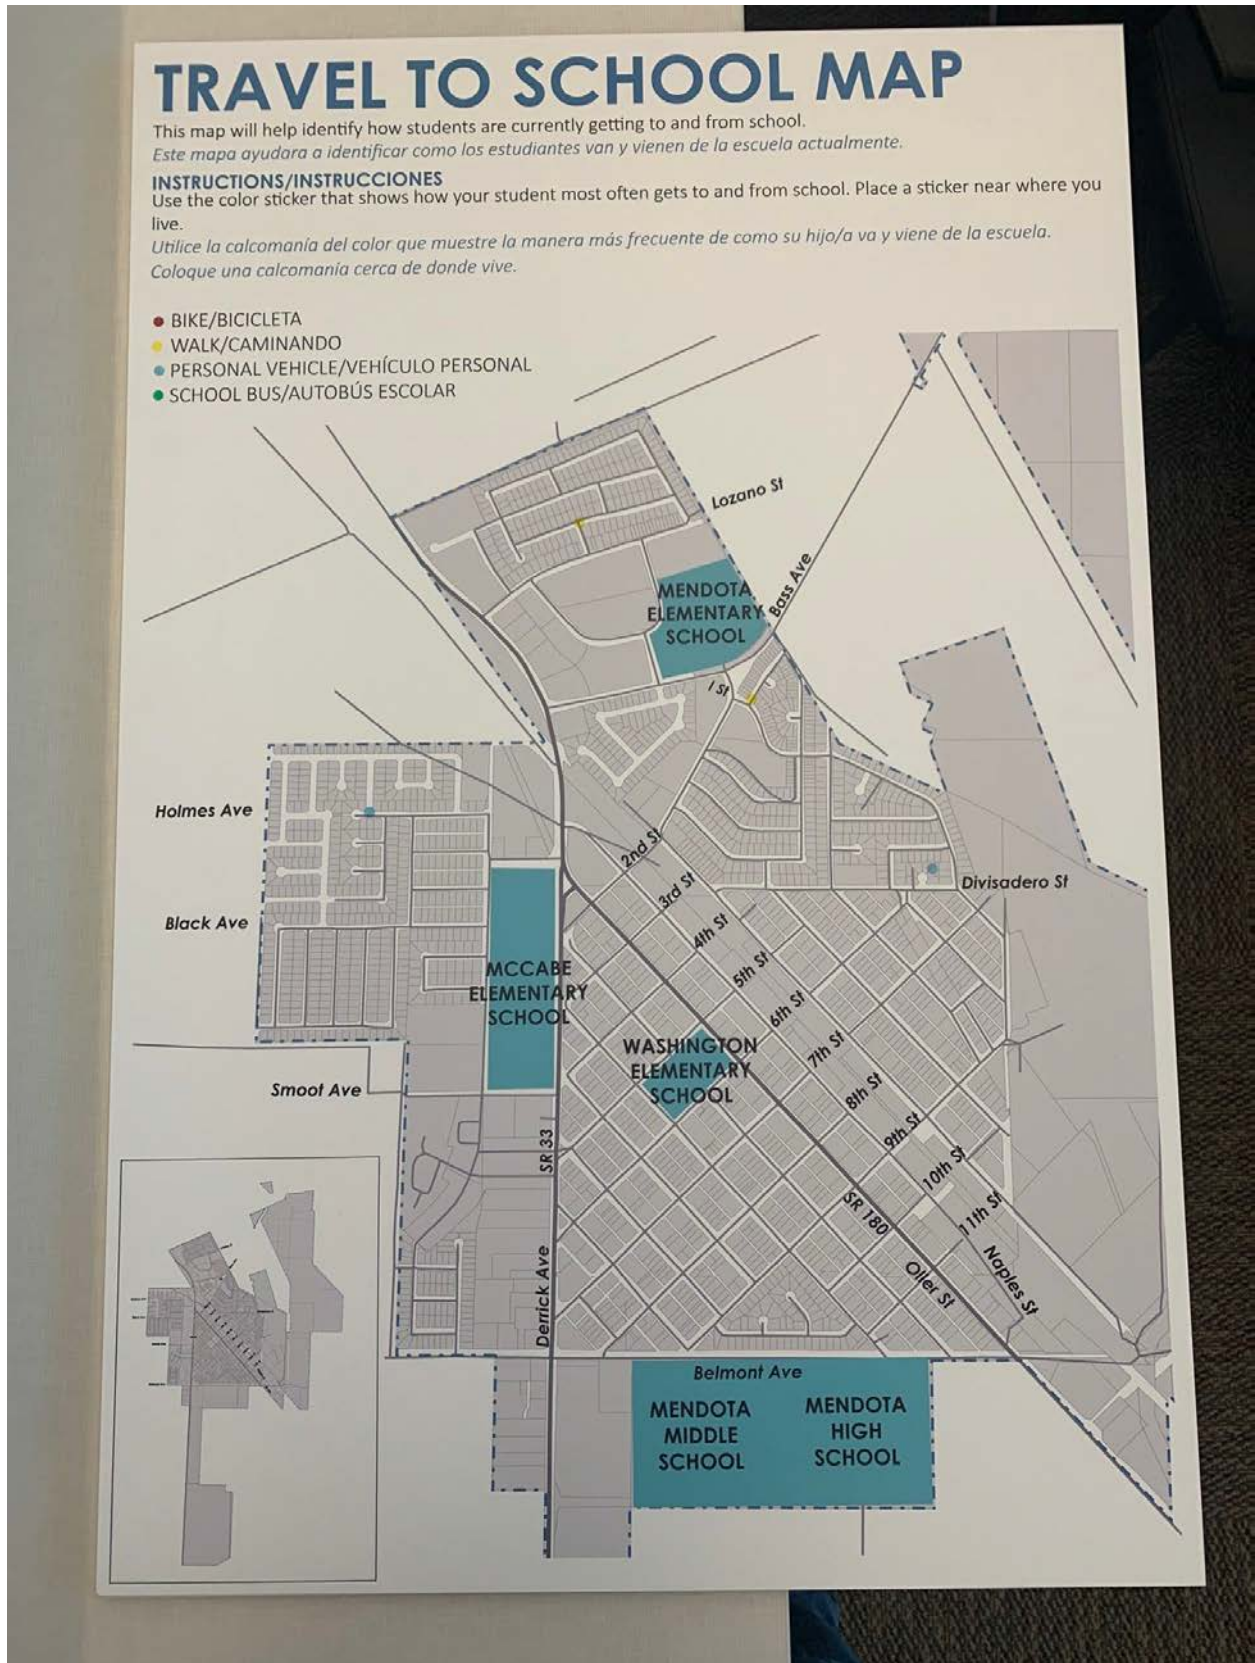 TRAVEL TO SCHOOL MAP
This map will help identify how students are currently getting to and from school.
Este mapa ayudara a identificar como los estudiantes van y vienen de la escuela actualmente.
INSTRUCTIONS/INSTRUCCIONES
Use the color sticker that shows how your student most often gets to and from school. Place a sticker near where you
live.
Utilice la calcomanía del color que muestre la manera más frecuente de como su hijo/a va y viene de la escuela.
Coloque una calcomanía cerca de donde vive.
BIKE/BICICLETA
WALK/CAMINANDO
PERSONAL VEHICLE/VEHÍCULO PERSONAL
SCHOOL BUS/AUTOBÚS ESCOLAR
Lozano St
MENDOTA
ELEMENTARY
SCHOOL
Bass Ave
I St
Holmes Ave
2nd St
3rd St
Divisadero St
Black Ave
4th St
5th St
MCCABE
ELEMENTARY
SCHOOL
6th St
WASHINGTON
ELEMENTARY
SCHOOL
7th St
Smoot Ave
8th St
9th St
SR 33
10th St
SR 180
11th St
Derrick Ave
Oller St
Naples St
Belmont Ave
MENDOTA
MIDDLE
SCHOOL
MENDOTA
HIGH
SCHOOL